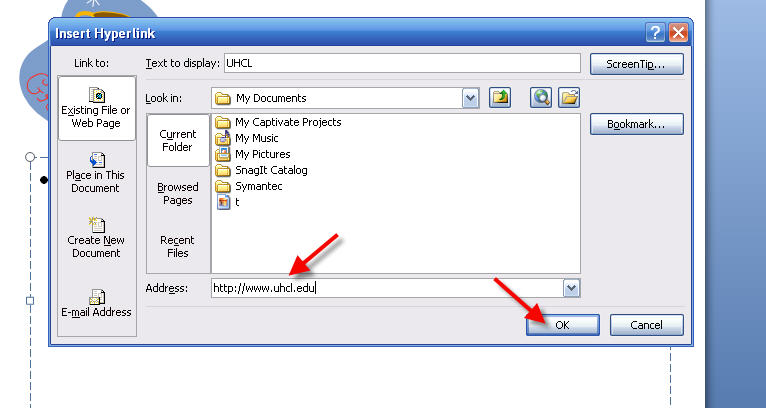 Insert Hyperlink
Link to:
Text to display: UHCL
ScreenTip...
Existing File or
Web Page
Look in:
My Documents
Bookmark...
Current
Folder
My Captivate Projects
My Music
My Pictures
SnagIt Catalog
Symantec
t
Place in This
Document
Browsed
Pages
Create New
Document
Recent
Files
Address: http://www.uhcl.edu
E-mail Address
OK
Cancel